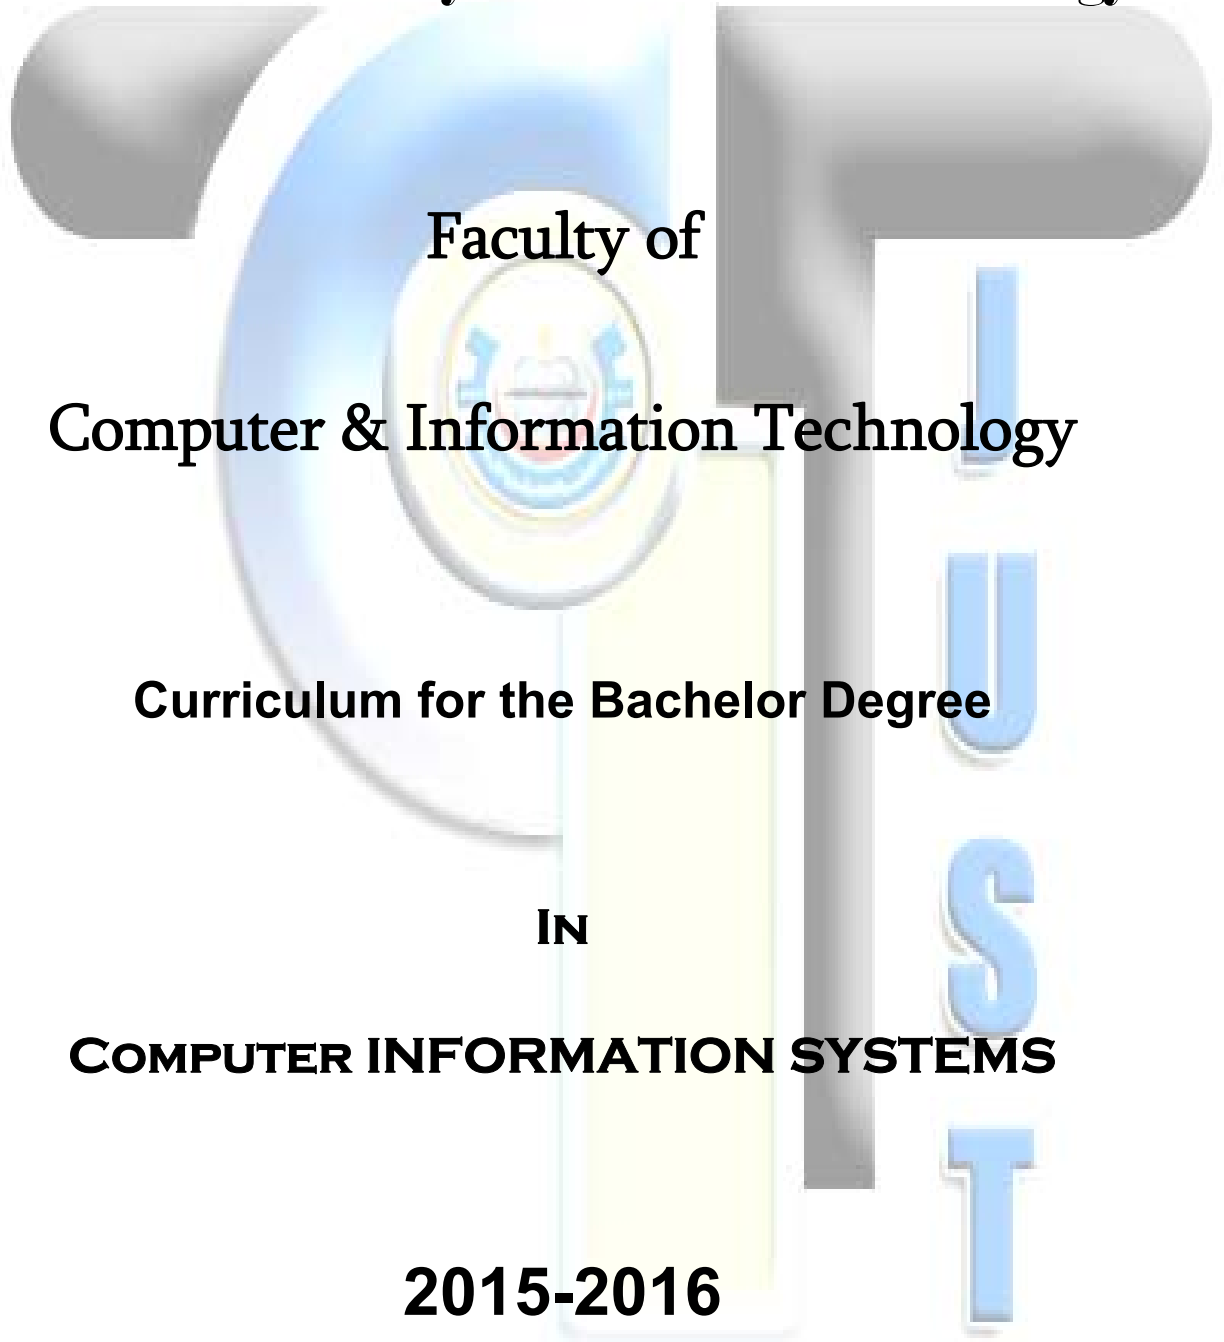 Faculty of
Computer & Information Technology
Curriculum for the Bachelor Degree
IN
COMPUTER INFORMATION SYSTEMS
2015-2016
J
U
S
T